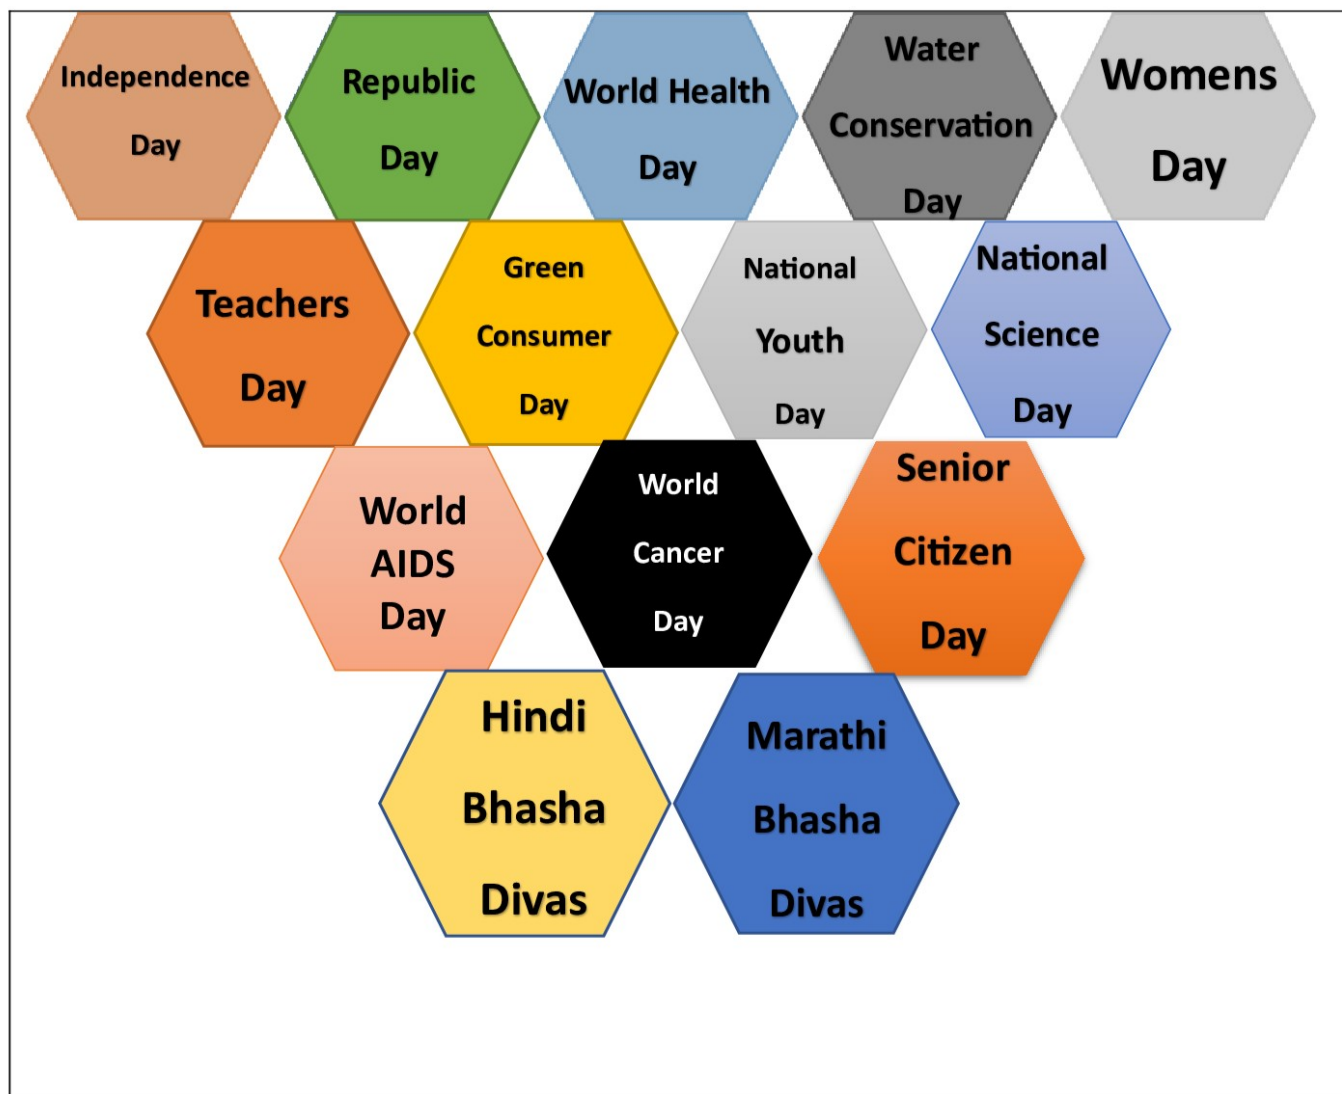 Independence
Day
Republic
Day
World Health
Day
Water
Conservation
Day
Womens
Day
Teachers
Day
Green
Consumer
Day
National
Youth
Day
National
Science
Day
World
AIDS
Day
World
Cancer
Day
Senior
Citizen
Day
Hindi
Bhasha
Divas
Marathi
Bhasha
Divas